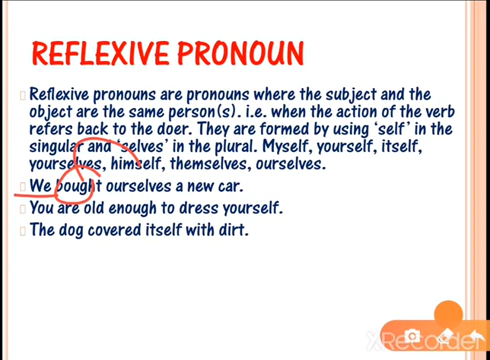 REFLEXIVE PRONOUN
Reflexive pronouns are pronouns where the subject and the
object are the same person(s). i.e. when the action of the verb
refers back to the doer. They are formed by using ‘self’ in the
singular and ‘selves’ in the plural. Myself, yourself, itself,
yourselves, himself, themselves, ourselves.
We bought ourselves a new car.
You are old enough to dress yourself.
The dog covered itself with dirt.
XRecorder